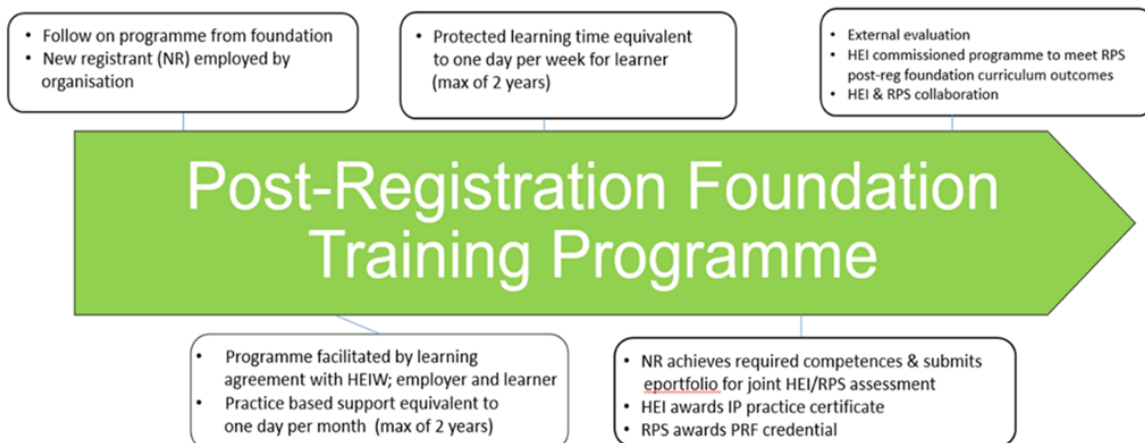 • Follow on programme from foundation
• New registrant (NR) employed by
organisation
• Protected learning time equivalent
to one day per week for learner
(max of 2 years)
• External evaluation
• HEI commissioned programme to meet RPS
post-reg foundation curriculum outcomes
• HEI & RPS collaboration
Post-Registration Foundation
Training Programme
• Programme facilitated by learning
agreement with HEIW; employer and learner
• Practice based support equivalent to
one day per month (max of 2 years)
• NR achieves required competences & submits
eportfolio for joint HEI/RPS assessment
• HEI awards IP practice certificate
• RPS awards PRF credential